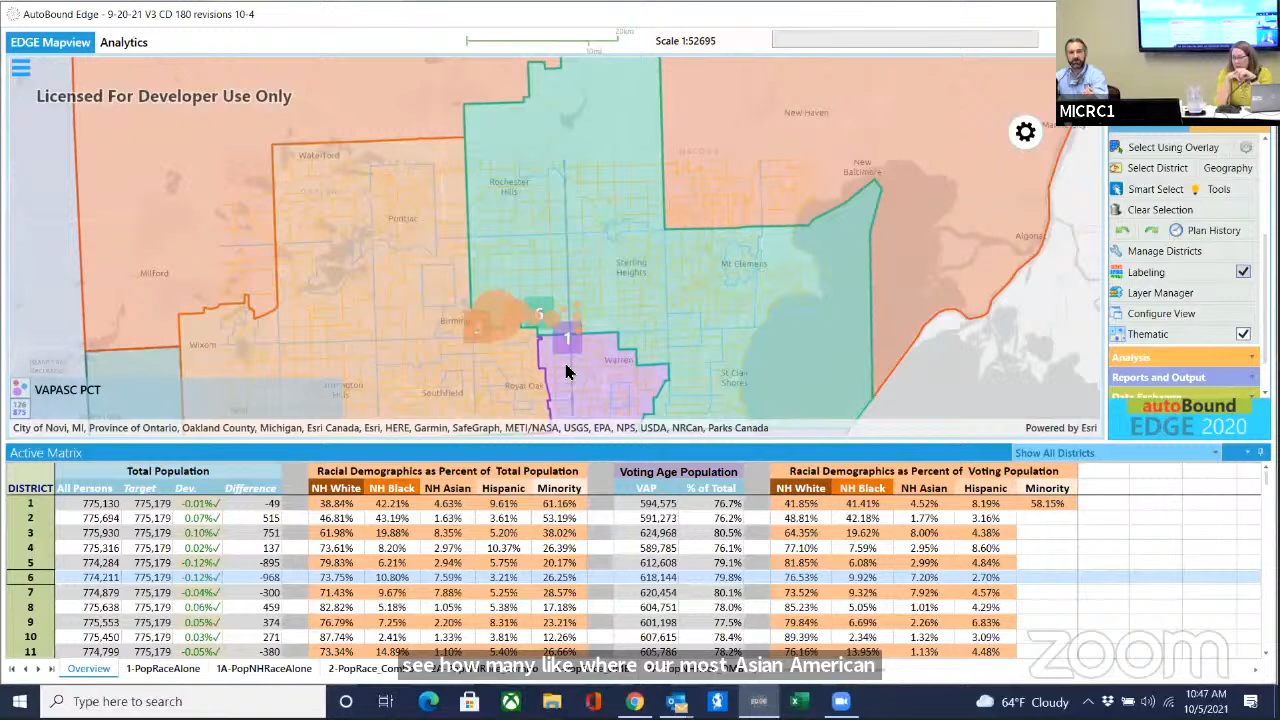 AutoBound Edge - 9-20-21 V3 CD 180 revisions 10-4
EDGE Mapview Analytics
20km
10mi
Scale 1:52695
Licensed For Developer Use Only
MICRC1
New Haven
Waterford
New
Baltimore
Rochester
Hills
Pontiac
Algonac
Sterling
Heights
Mt Clemens
Milford
6
Wixom
1
Warren
Royal Oak
Southfield
St Clair
Shores
VAPASC PCT
City of Novi, MI, Province of Ontario, Oakland County, Michigan, Esri Canada, Esri, HERE, Garmin, SafeGraph, METI/NASA, USGS, EPA, NPS, USDA, NRCan, Parks Canada
Powered by Esri
Select Using Overlay
Select District Geography
Smart Select Tools
Clear Selection
Plan History
Manage Districts
Labeling
Layer Manager
Configure View
Thematic
Analysis
Reports and Output
autoBound
EDGE 2020
Active Matrix
Show All Districts
Total Population Racial Demographics as Percent of Total Population Voting Age Population Racial Demographics as Percent of Voting Population
DISTRICT All Persons Target Dev. Difference NH White NH Black NH Asian Hispanic Minority VAP % of Total NH White NH Black NH Asian Hispanic Minority
1 775,130 775,179 -0.01%✓ -49 38.84% 42.21% 4.63% 9.61% 61.16% 594,575 76.7% 41.85% 41.41% 4.52% 8.19% 58.15%
2 775,694 775,179 0.07%✓ 515 46.81% 43.19% 1.63% 3.61% 53.19% 591,273 76.2% 48.81% 42.18% 1.77% 3.16%
3 775,930 775,179 0.10%✓ 751 61.98% 19.88% 8.35% 5.20% 38.02% 624,968 80.5% 64.35% 19.62% 8.00% 4.38%
4 775,316 775,179 0.02%✓ 137 73.61% 8.20% 2.97% 10.37% 26.39% 589,785 76.1% 77.10% 7.59% 2.95% 8.60%
5 774,284 775,179 -0.12%✓ -895 79.83% 6.21% 2.94% 5.75% 20.17% 612,608 79.1% 81.85% 6.08% 2.99% 4.84%
6 774,211 775,179 -0.12%✓ -968 73.75% 10.80% 7.59% 3.21% 26.25% 618,144 79.8% 76.53% 9.92% 7.20% 2.70%
7 774,879 775,179 -0.04%✓ -300 71.43% 9.67% 7.88% 5.25% 28.57% 620,454 80.1% 73.52% 9.32% 7.92% 4.57%
8 775,638 775,179 0.06%✓ 459 82.82% 5.18% 1.01% 5.38% 17.18% 604,751 78.0% 85.23% 5.05% 1.01% 4.29%
9 775,553 775,179 0.05%✓ 374 76.79% 7.25% 2.20% 8.31% 23.21% 601,198 77.5% 79.84% 6.69% 2.26% 6.83%
10 775,450 775,179 0.03%✓ 271 87.74% 2.41% 1.33% 3.81% 12.26% 607,615 78.4% 89.39% 2.34% 1.32% 3.09%
11 774,799 775,179 -0.05%✓ -380 73.34% 14.89% 1.10% 5.40% 26.66% 76.16% 13.95% 1.13% 4.48%
zoom
Overview 1-PopRaceAlone 1A-PopNHRaceAlone
see how many like, where our most Asian American
Type here to search
64°F Cloudy
10:47 AM
10/5/2021